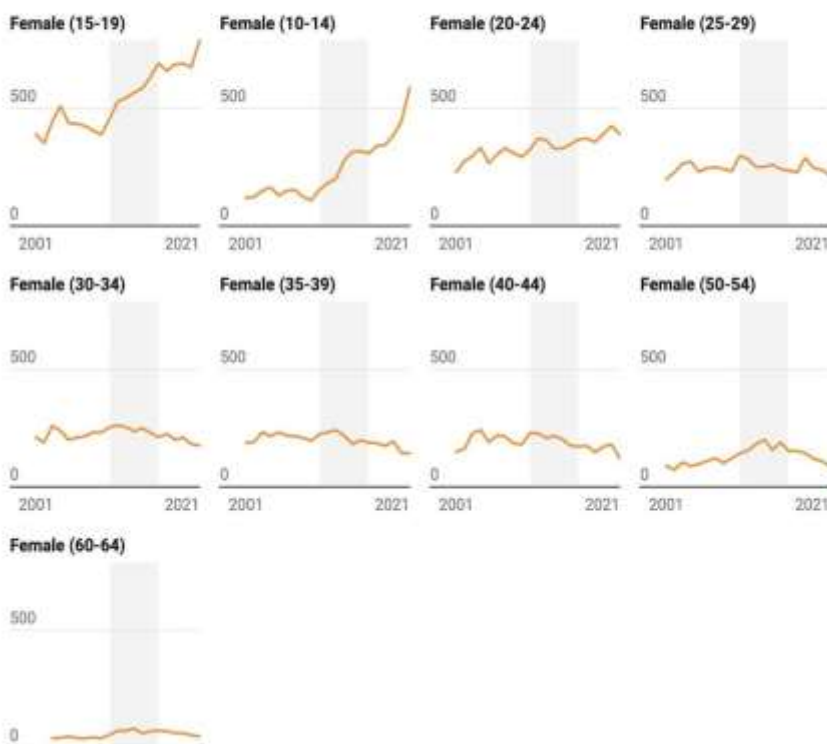 Female (15-19) Female (10-14) Female (20-24) Female (25-29)
500 500 500 500
0 0 0 0
2001 2021 2001 2021 2001 2021 2001 2021
Female (30-34) Female (35-39) Female (40-44) Female (50-54)
500 500 500 500
0 0 0 0
2001 2021 2001 2021 2001 2021 2001 2021
Female (60-64)
500
0